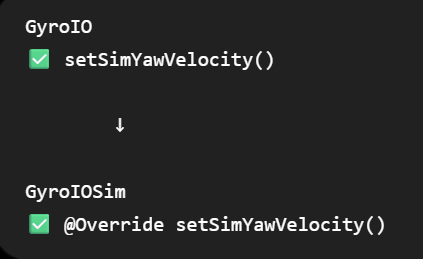 GyroIO
✅ setSimYawVelocity()
↓
GyroIOSim
✅ @Override setSimYawVelocity()